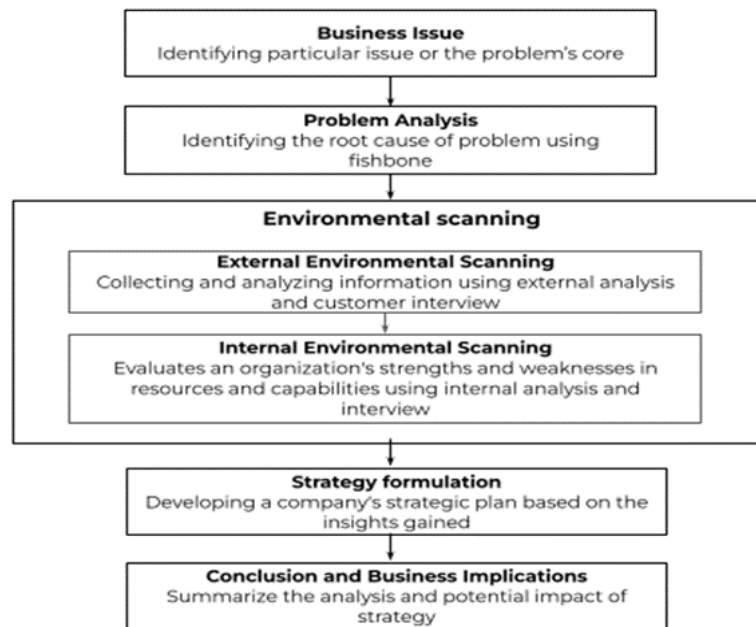 Business Issue
Identifying particular issue or the problem's core
Problem Analysis
Identifying the root cause of problem using
fishbone
Environmental scanning
External Environmental Scanning
Collecting and analyzing information using external analysis
and customer interview
Internal Environmental Scanning
Evaluates an organization's strengths and weaknesses in
resources and capabilities using internal analysis and
interview
Strategy formulation
Developing a company's strategic plan based on the
insights gained
Conclusion and Business Implications
Summarize the analysis and potential impact of
strategy